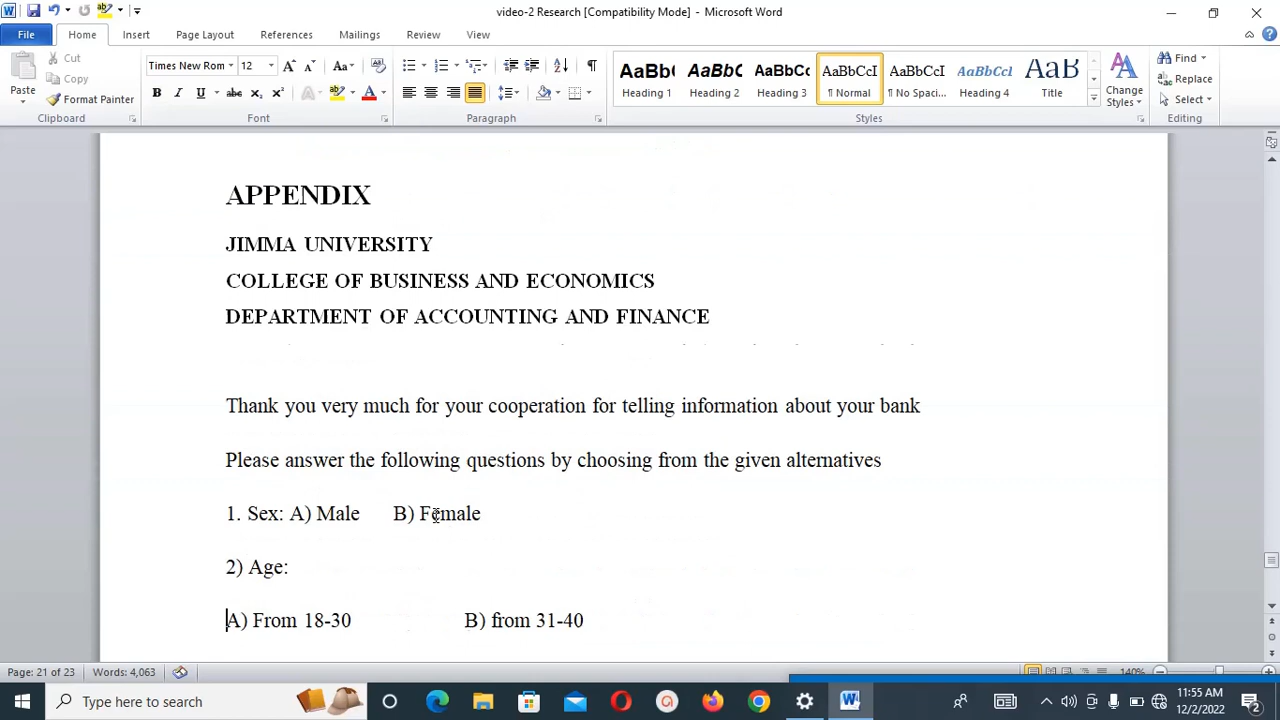 video-2 Research [Compatibility Mode] - Microsoft Word
File Home Insert Page Layout References Mailings Review View
Paste Cut Copy Format Painter
Times New Rom 12
AaBbCcI AaBbCcI AaBbCcI AaB
Heading 1 Heading 2 Heading 3 ¶ Normal ¶ No Spaci... Heading 4 Title
Change Styles
Find Replace Select
Clipboard Font Paragraph Styles Editing
APPENDIX
JIMMA UNIVERSITY
COLLEGE OF BUSINESS AND ECONOMICS
DEPARTMENT OF ACCOUNTING AND FINANCE
Thank you very much for your cooperation for telling information about your bank
Please answer the following questions by choosing from the given alternatives
1. Sex: A) Male B) Female
2) Age:
A) From 18-30 B) from 31-40
Page: 21 of 23 Words: 4,063 140%
Type here to search
11:55 AM
12/2/2022
2